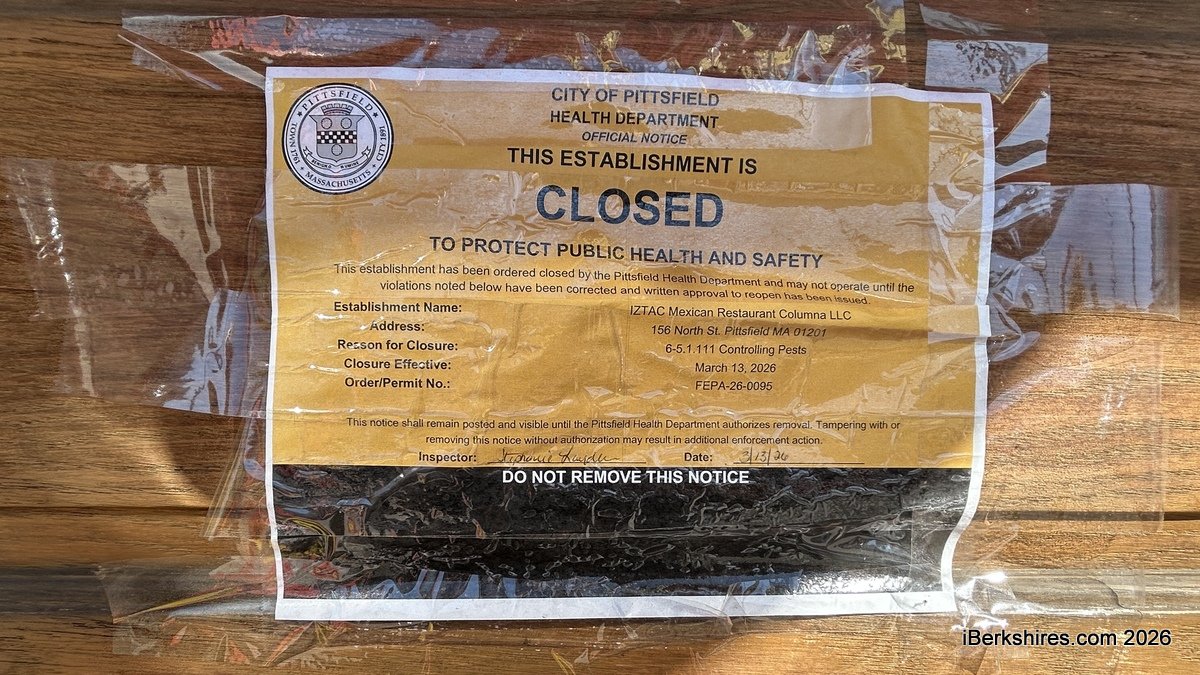 CITY OF PITTSFIELD
HEALTH DEPARTMENT
OFFICIAL NOTICE
THIS ESTABLISHMENT IS
CLOSED
TO PROTECT PUBLIC HEALTH AND SAFETY
This establishment has been ordered closed by the Pittsfield Health Department and may not operate until the
violations noted below have been corrected and written approval to reopen has been issued.
Establishment Name: IZTAC Mexican Restaurant Columna LLC
Address: 156 North St. Pittsfield MA 01201
Reason for Closure: 6-5.1.111 Controlling Pests
Closure Effective: March 13, 2026
Order/Permit No.: FEPA-26-0095
This notice shall remain posted and visible until the Pittsfield Health Department authorizes removal. Tampering with or
removing this notice without authorization may result in additional enforcement action.
Inspector: Date: 3/13/26
DO NOT REMOVE THIS NOTICE
PITTSFIELD
TOWN 1761
CITY 1891
MASSACHUSETTS
iBerkshires.com 2026